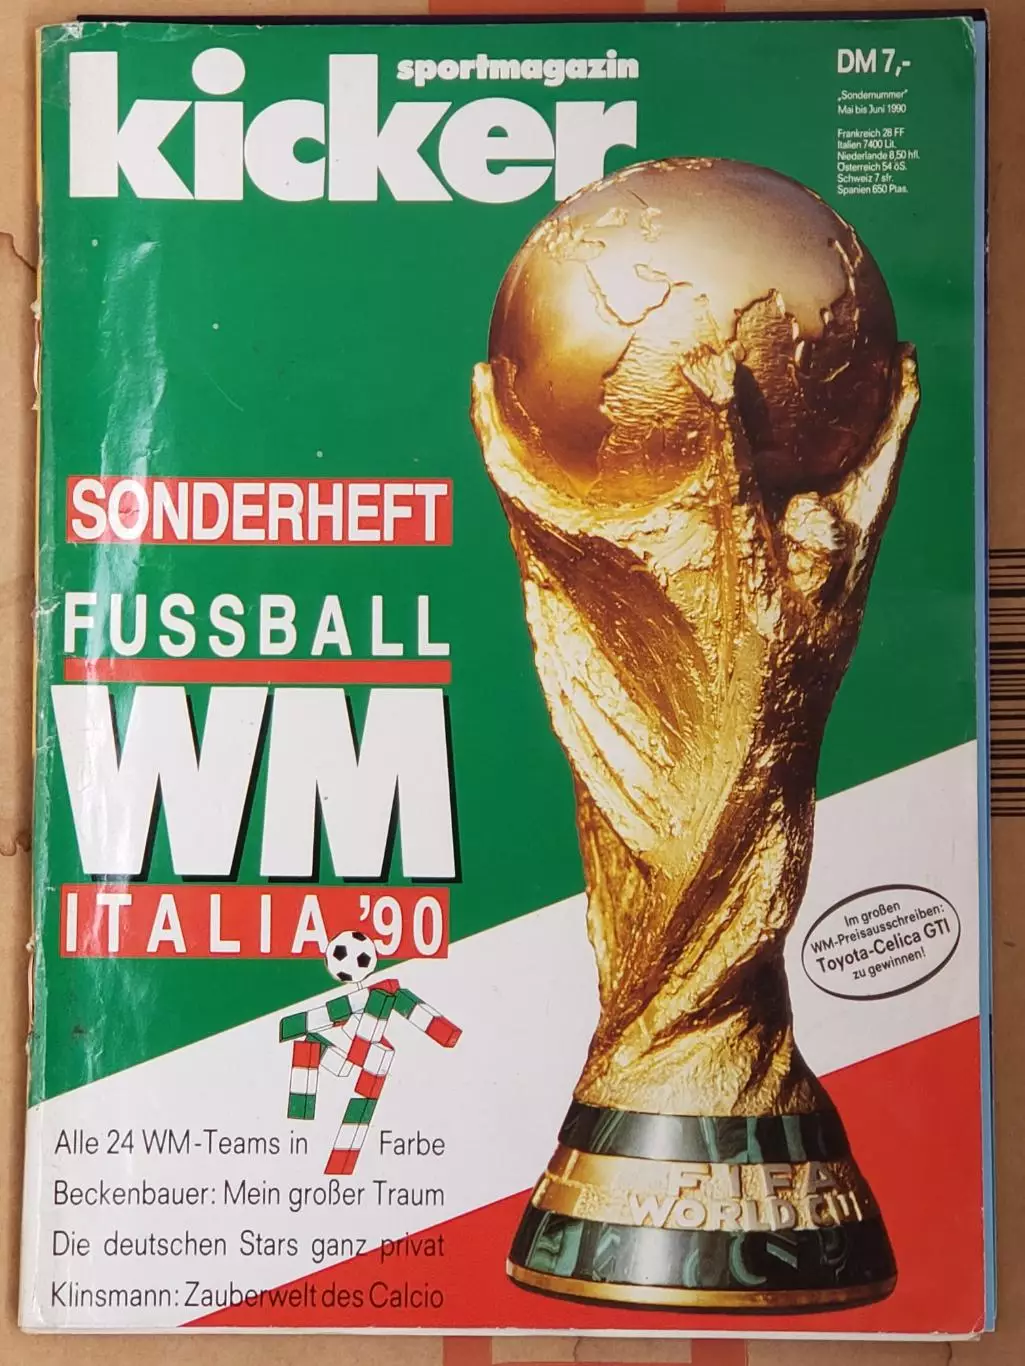 kicker
sportmagazin
DM 7,-
„Sondernummer"
Mai bis Juni 1990
Frankreich 28 FF
Italien 7400 Lit.
Niederlande 8,50 hfl.
Österreich 54 öS.
Schweiz 7 sfr.
Spanien 650 Ptas.
SONDERHEFT
FUSSBALL
WM
ITALIA '90
Im großen
WM-Preisausschreiben:
Toyota-Celica GTI
zu gewinnen!
Alle 24 WM-Teams in Farbe
Beckenbauer: Mein großer Traum
Die deutschen Stars ganz privat
Klinsmann: Zauberwelt des Calcio
FIFA
WORLD CU